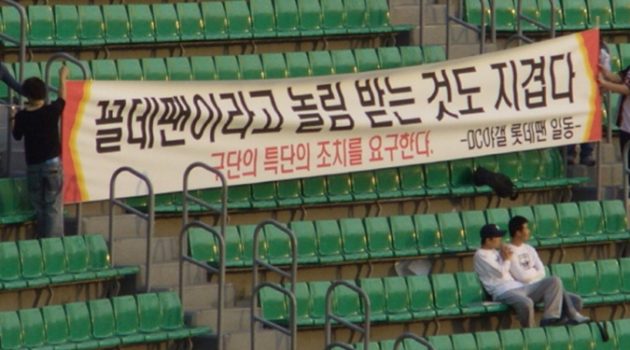 꼴데팬이라고 놀림 받는 것도 지겹다
구단의 특단의 조치를 요구한다.
-DC야갤 롯데팬 일동-